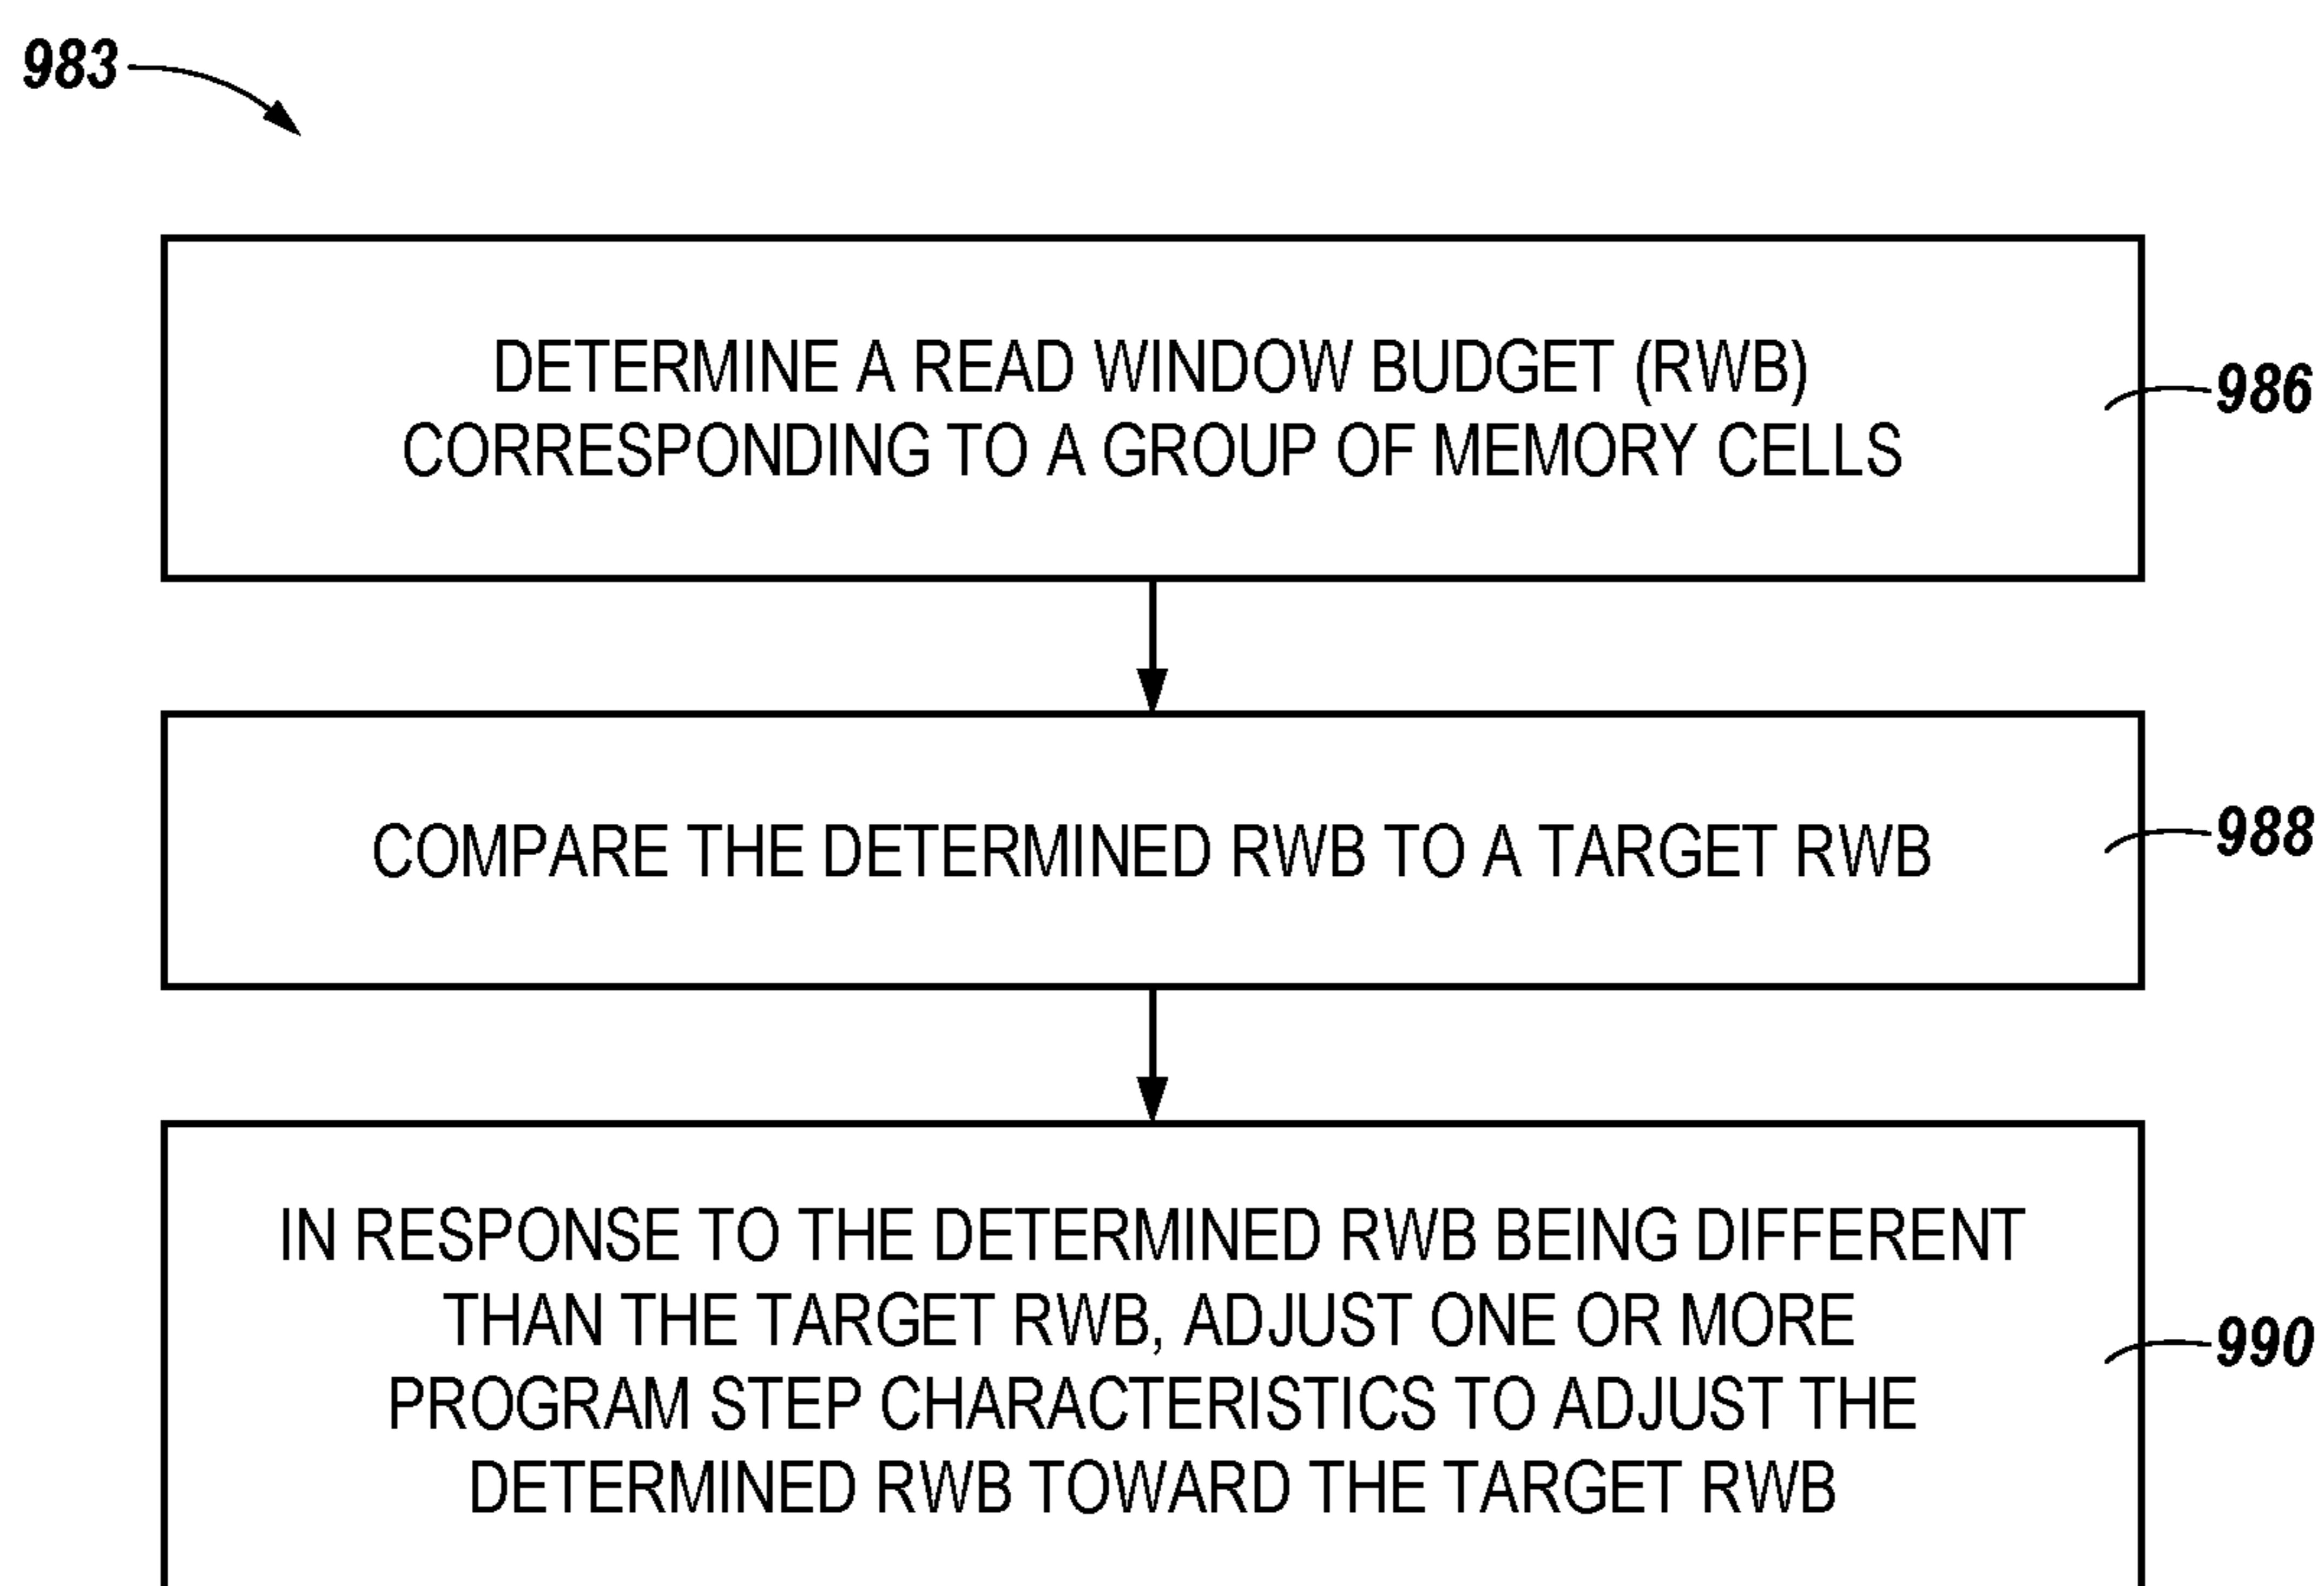 983
DETERMINE A READ WINDOW BUDGET (RWB)
CORRESPONDING TO A GROUP OF MEMORY CELLS
986
COMPARE THE DETERMINED RWB TO A TARGET RWB
988
IN RESPONSE TO THE DETERMINED RWB BEING DIFFERENT
THAN THE TARGET RWB, ADJUST ONE OR MORE
PROGRAM STEP CHARACTERISTICS TO ADJUST THE
DETERMINED RWB TOWARD THE TARGET RWB
990